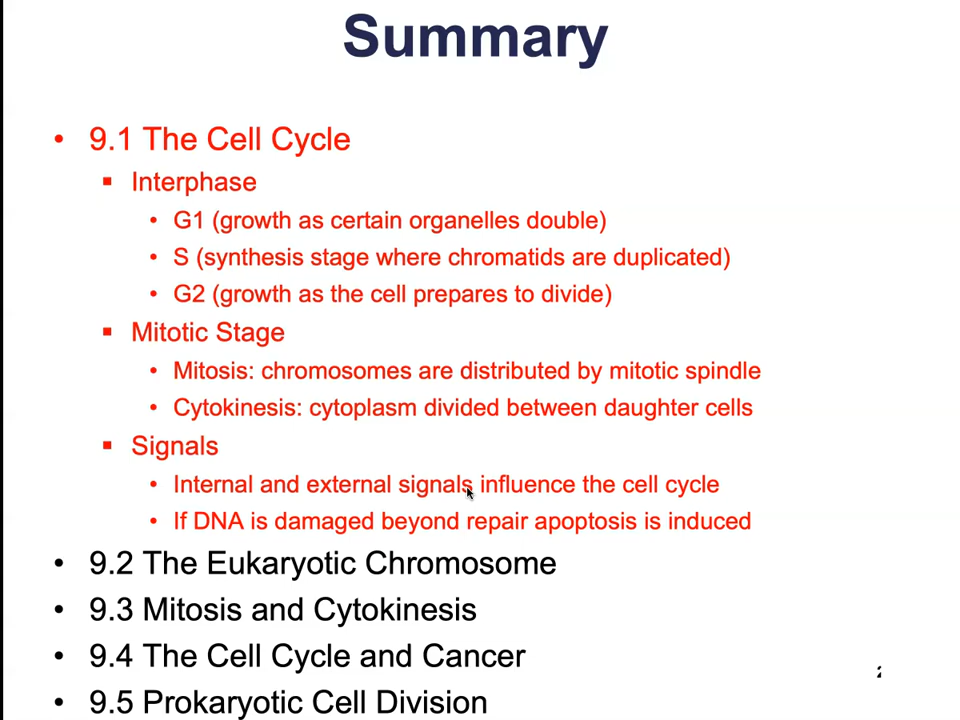 Summary
• 9.1 The Cell Cycle
▪ Interphase
• G1 (growth as certain organelles double)
• S (synthesis stage where chromatids are duplicated)
• G2 (growth as the cell prepares to divide)
▪ Mitotic Stage
• Mitosis: chromosomes are distributed by mitotic spindle
• Cytokinesis: cytoplasm divided between daughter cells
▪ Signals
• Internal and external signals influence the cell cycle
• If DNA is damaged beyond repair apoptosis is induced
• 9.2 The Eukaryotic Chromosome
• 9.3 Mitosis and Cytokinesis
• 9.4 The Cell Cycle and Cancer
• 9.5 Prokaryotic Cell Division